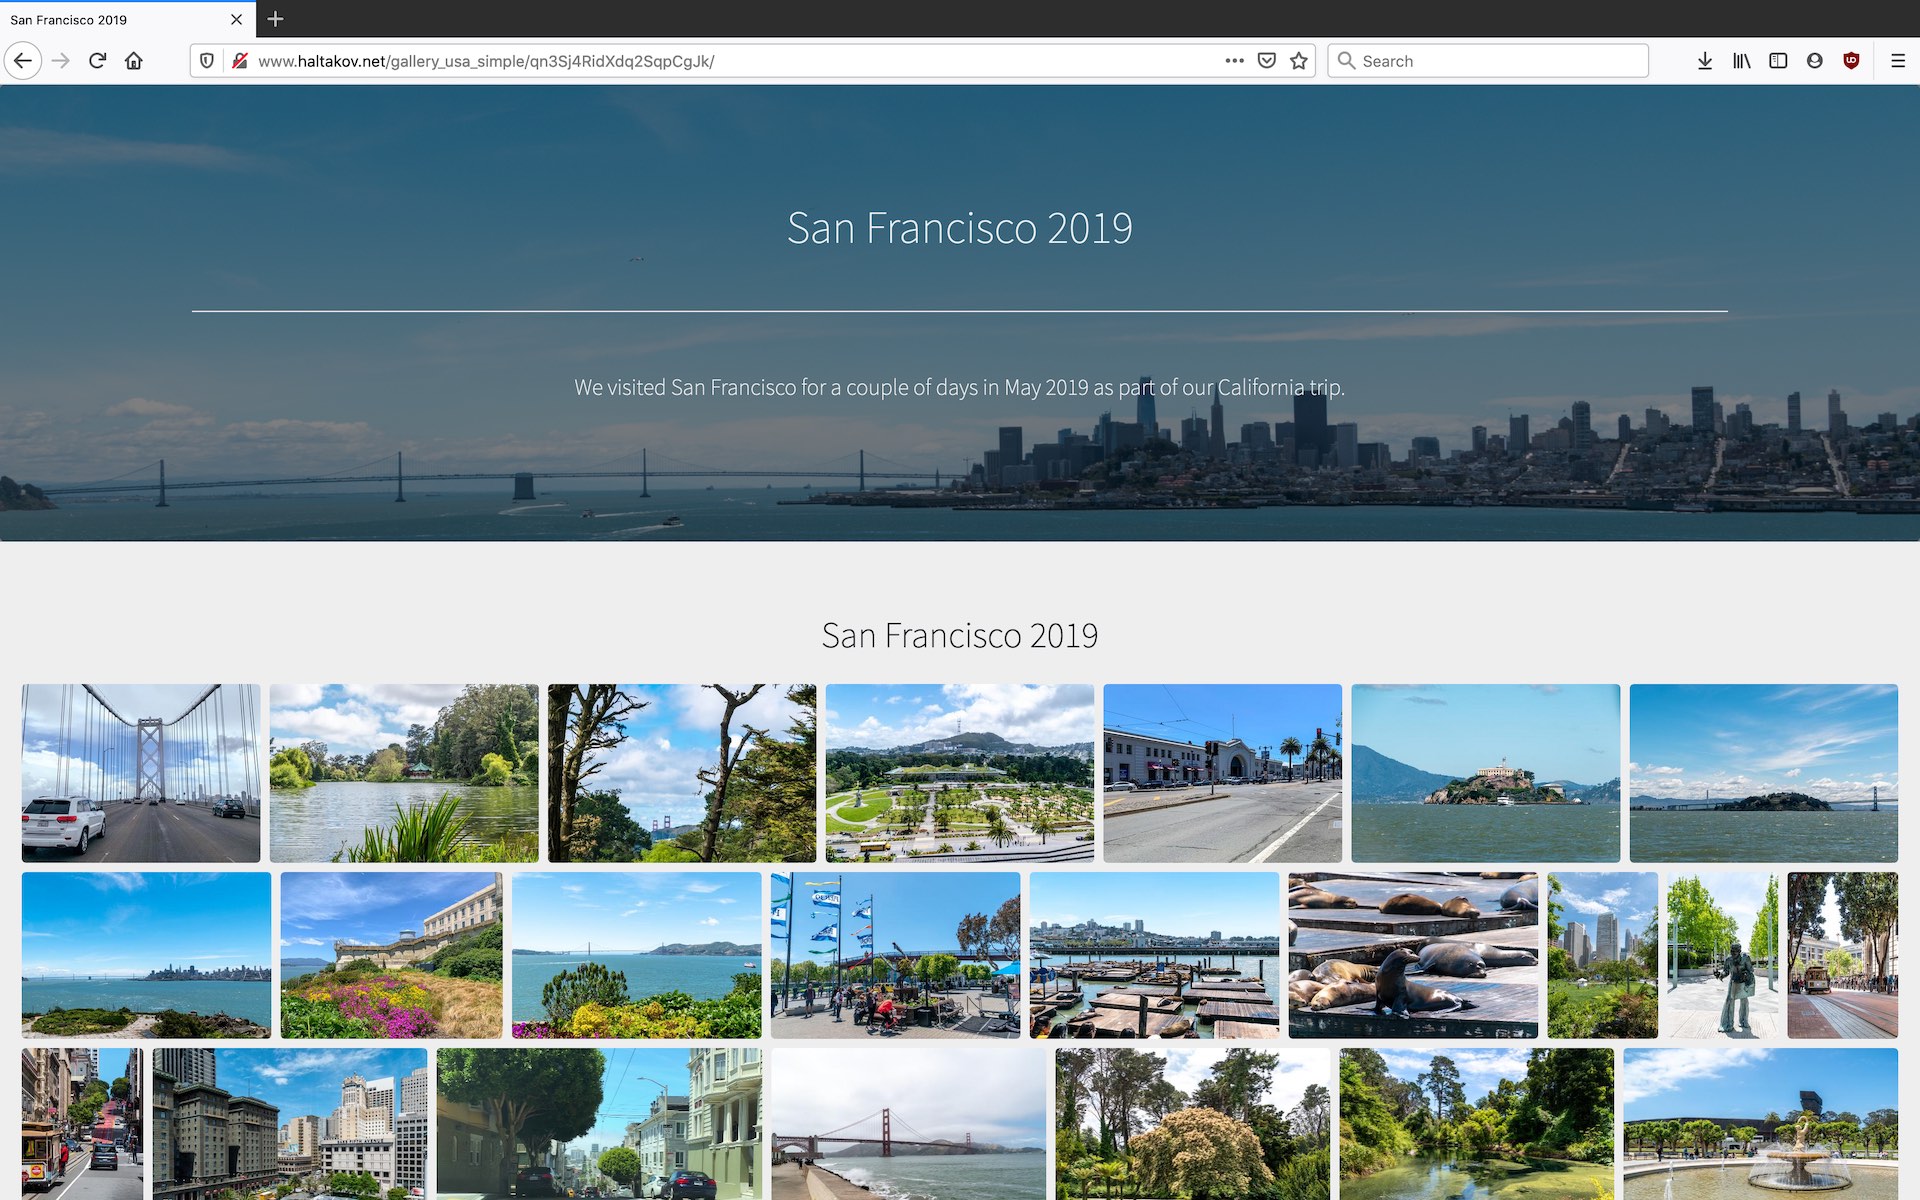 San Francisco 2019
www.haltakov.net/gallery_usa_simple/qn3Sj4RidXdq2SqpCgJk/
Search
San Francisco 2019
We visited San Francisco for a couple of days in May 2019 as part of our California trip.
San Francisco 2019